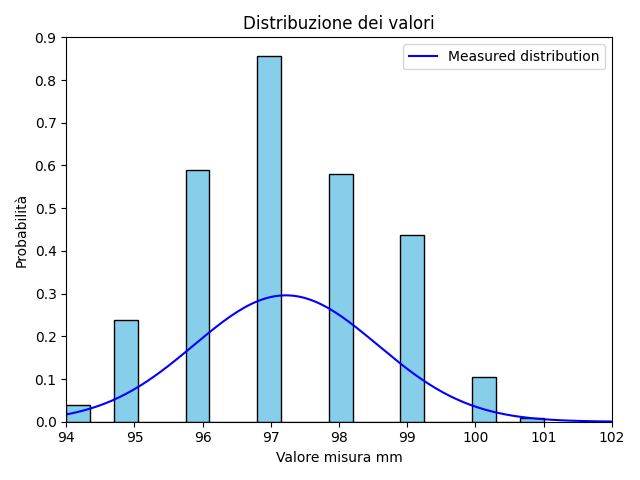 Distribuzione dei valori
Measured distribution
0.9
0.8
0.7
0.6
0.5
0.4
0.3
0.2
0.1
0.0
Probabilità
94 95 96 97 98 99 100 101 102
Valore misura mm